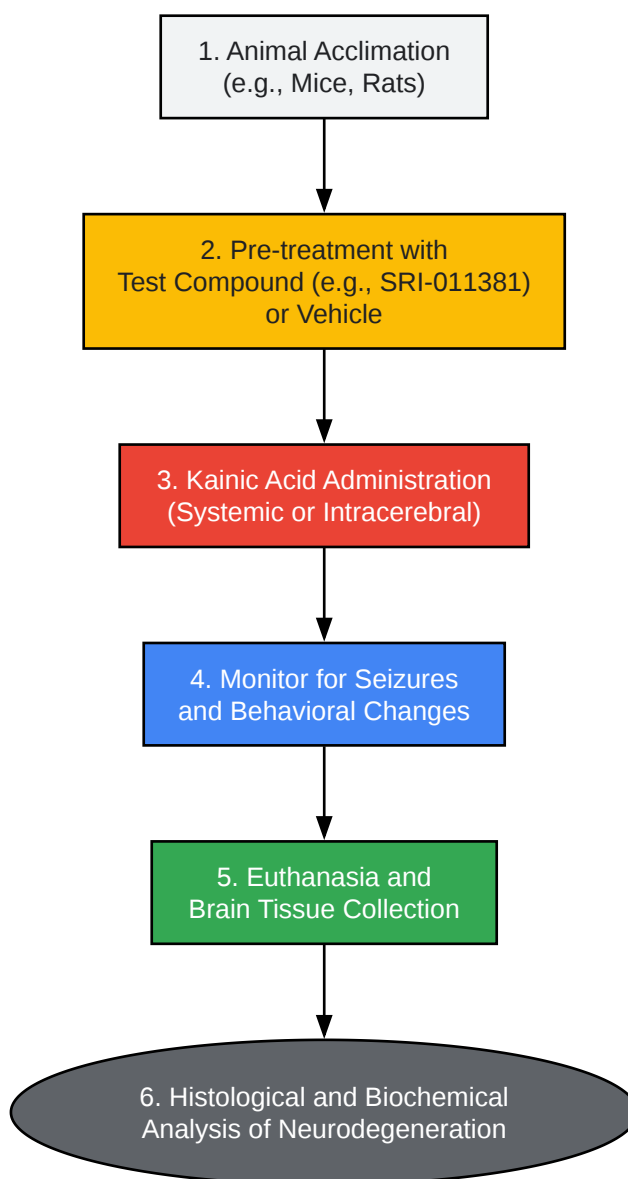 1. Animal Acclimation
(e.g., Mice, Rats)
2. Pre-treatment with
Test Compound (e.g., SRI-011381)
or Vehicle
3. Kainic Acid Administration
(Systemic or Intracerebral)
4. Monitor for Seizures
and Behavioral Changes
5. Euthanasia and
Brain Tissue Collection
6. Histological and Biochemical
Analysis of Neurodegeneration